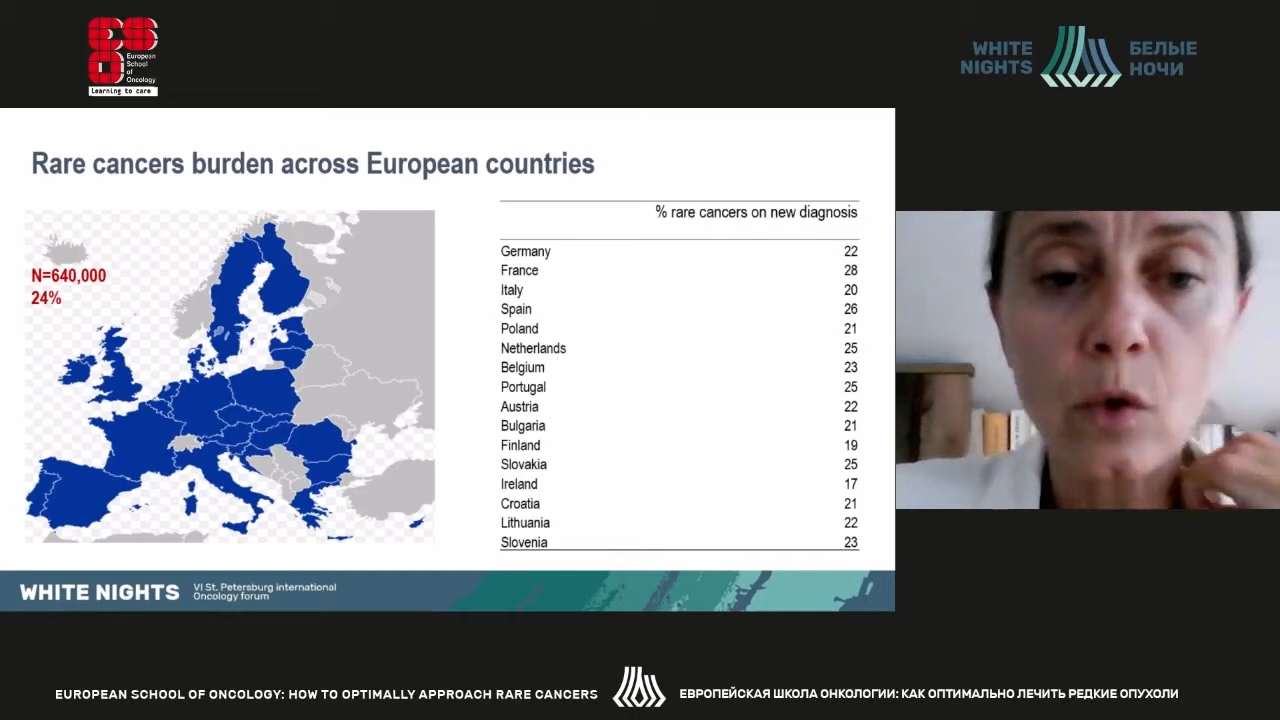 European
School
of
Oncology
Learning to care
WHITE
NIGHTS
БЕЛЫЕ
НОЧИ
Rare cancers burden across European countries
N=640,000
24%
% rare cancers on new diagnosis
Germany 22
France 28
Italy 20
Spain 26
Poland 21
Netherlands 25
Belgium 23
Portugal 25
Austria 22
Bulgaria 21
Finland 19
Slovakia 25
Ireland 17
Croatia 21
Lithuania 22
Slovenia 23
WHITE NIGHTS
VI St. Petersburg international
Oncology forum
EUROPEAN SCHOOL OF ONCOLOGY: HOW TO OPTIMALLY APPROACH RARE CANCERS
ЕВРОПЕЙСКАЯ ШКОЛА ОНКОЛОГИИ: КАК ОПТИМАЛЬНО ЛЕЧИТЬ РЕДКИЕ ОПУХОЛИ